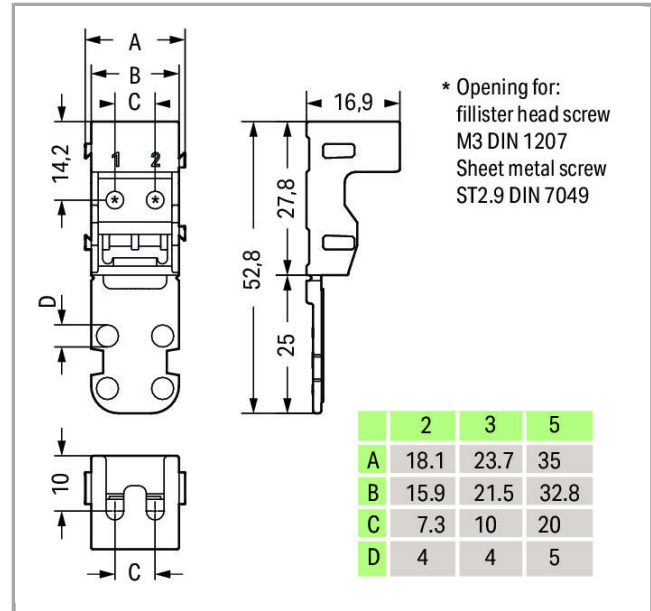 A
B
C
16,9
* Opening for:
fillister head screw
M3 DIN 1207
Sheet metal screw
ST2.9 DIN 7049
14,2
1 2
* *
27,8
52,8
D
25
10
C
2 3 5
A 18.1 23.7 35
B 15.9 21.5 32.8
C 7.3 10 20
D 4 4 5